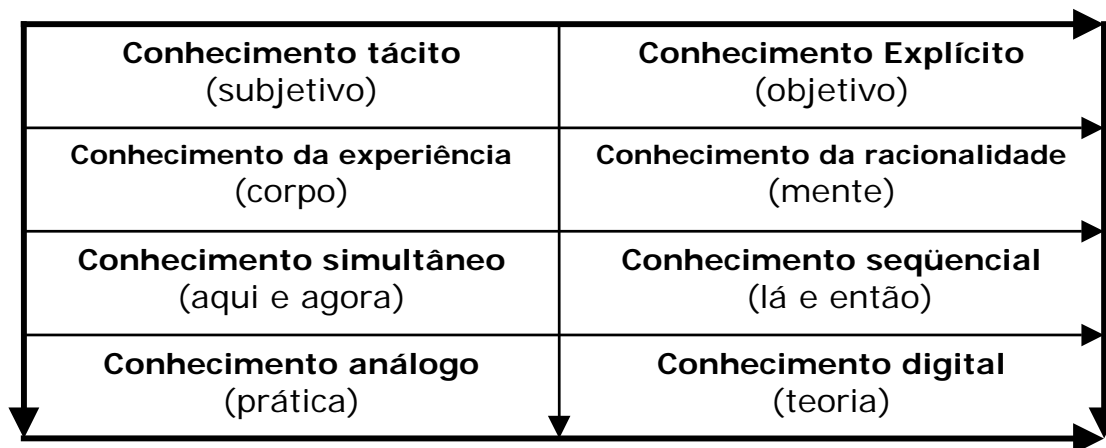 Conhecimento tácito
(subjetivo)
Conhecimento Explícito
(objetivo)
Conhecimento da experiência
(corpo)
Conhecimento da racionalidade
(mente)
Conhecimento simultâneo
(aqui e agora)
Conhecimento seqüencial
(lá e então)
Conhecimento análogo
(prática)
Conhecimento digital
(teoria)